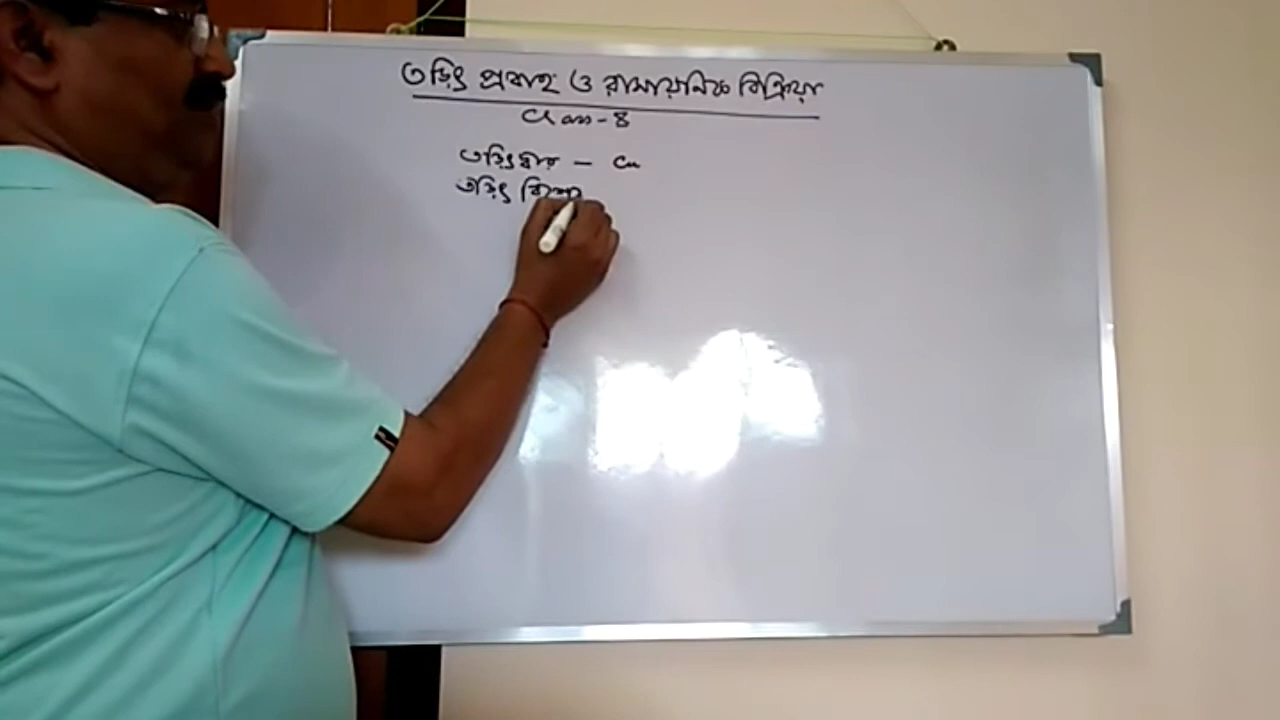 তড়িৎ প্রবাহ ও রাসায়নিক বিক্রিয়া
Class - 8
তড়িৎদ্বার — Cu
তড়িৎ